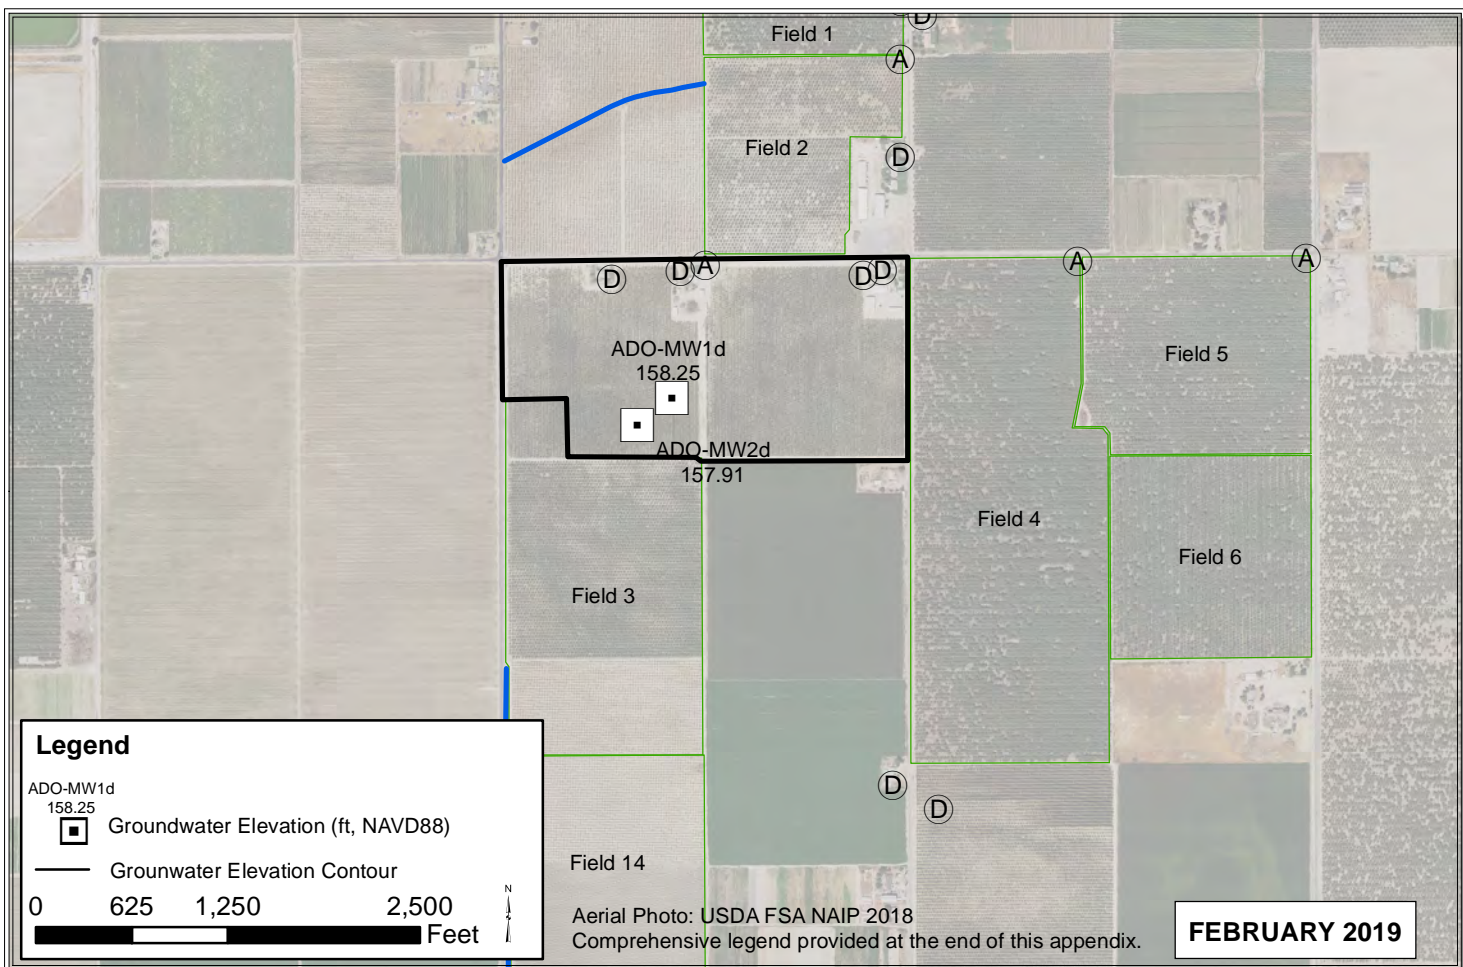 D
Field 1
A
Field 2
D
D
D
A
D
D
A
A
ADO-MW1d
158.25
Field 5
ADO-MW2d
157.91
Field 4
Field 6
Field 3
D
D
Field 14
Legend
ADO-MW1d
158.25
Groundwater Elevation (ft, NAVD88)
Grounwater Elevation Contour
0 625 1,250 2,500
Feet
N
Aerial Photo: USDA FSA NAIP 2018
Comprehensive legend provided at the end of this appendix.
FEBRUARY 2019